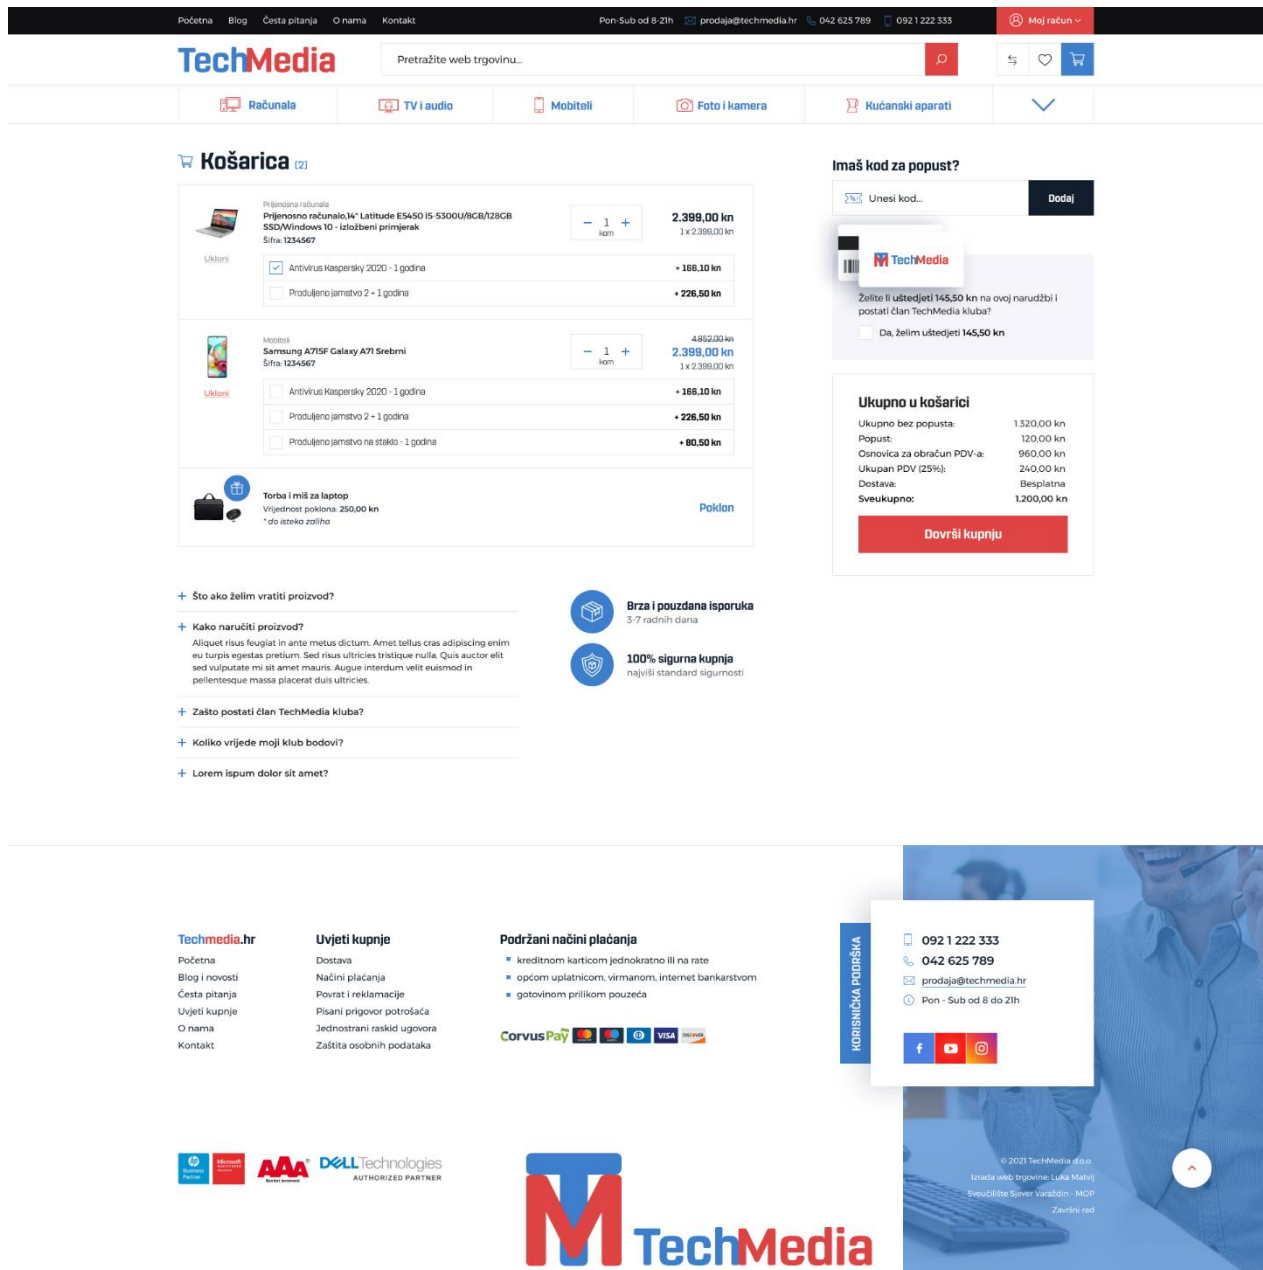 Početna Blog Česta pitanja O nama Kontakt Pon-Sub od 8-21h prodaja@techmedia.hr 042 625 789 092 1 222 333 Moj račun
TechMedia Pretražite web trgovinu...
Računala TV i audio Mobiteli Foto i kamera Kućanski aparati
Košarica (2)
Prijenosna računala
Prijenosno računalo,14" Latitude E5450 i5-5300U/8GB/128GB
SSD/Windows 10 - izložbeni primjerak
Šifra: 1234567
Ukloni
1
kom
2.399,00 kn
1 x 2.399,00 kn
Antivirus Kaspersky 2020 - 1 godina + 166,10 kn
Produljeno jamstvo 2 + 1 godina + 226,50 kn
Mobiteli
Samsung A715F Galaxy A71 Srebrni
Šifra: 1234567
Ukloni
1
kom
4.852,00 kn
2.399,00 kn
1 x 2.399,00 kn
Antivirus Kaspersky 2020 - 1 godina + 166,10 kn
Produljeno jamstvo 2 + 1 godina + 226,50 kn
Produljeno jamstvo na staklo - 1 godina + 80,50 kn
Torba i miš za laptop
Vrijednost poklona: 250,00 kn
* do isteka zaliha
Poklon
Imaš kod za popust?
Unesi kod... Dodaj
TechMedia
Želite li uštedjeti 145,50 kn na ovoj narudžbi i
postati član TechMedia kluba?
Da, želim uštedjeti 145,50 kn
Ukupno u košarici
Ukupno bez popusta: 1.320,00 kn
Popust: 120,00 kn
Osnovica za obračun PDV-a: 960,00 kn
Ukupan PDV (25%): 240,00 kn
Dostava: Besplatna
Sveukupno: 1.200,00 kn
Dovrši kupnju
+ Što ako želim vratiti proizvod?
+ Kako naručiti proizvod?
Aliquet risus feugiat in ante metus dictum. Amet tellus cras adipiscing enim
eu turpis egestas pretium. Sed risus ultricies tristique nulla. Quis auctor elit
sed vulputate mi sit amet mauris. Augue interdum velit euismod in
pellentesque massa placerat duis ultricies.
+ Zašto postati član TechMedia kluba?
+ Koliko vrijede moji klub bodovi?
+ Lorem ispum dolor sit amet?
Brza i pouzdana isporuka
3-7 radnih dana
100% sigurna kupnja
najviši standard sigurnosti
Techmedia.hr
Početna
Blog i novosti
Česta pitanja
Uvjeti kupnje
O nama
Kontakt
Uvjeti kupnje
Dostava
Načini plaćanja
Povrat i reklamacije
Pisani prigovor potrošača
Jednostrani raskid ugovora
Zaštita osobnih podataka
Podržani načini plaćanja
kreditnom karticom jednokratno ili na rate
općom uplatnicom, virmanom, internet bankarstvom
gotovinom prilikom pouzeća
CorvusPay VISA DISCOVER
KORISNIČKA PODRŠKA
092 1 222 333
042 625 789
prodaja@techmedia.hr
Pon - Sub od 8 do 21h
hp Business Partner
Microsoft
AAA
DELL Technologies
AUTHORIZED PARTNER
TechMedia
© 2021 TechMedia d.o.o.
Izrada web trgovine: Luka Matvij
Sveučilište Sjever Varaždin - MOP
Završni rad